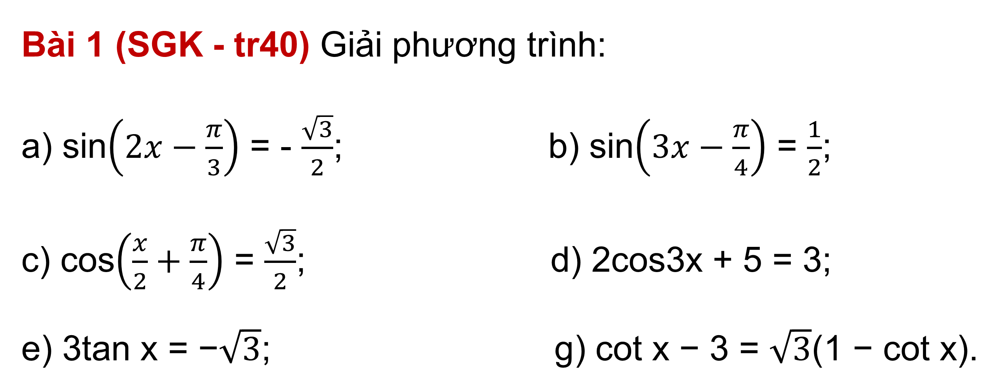 Bài 1 (SGK - tr40) Giải phương trình:
a) sin(2x − π/3) = - √3/2; b) sin(3x − π/4) = 1/2;
c) cos(x/2 + π/4) = √3/2; d) 2cos3x + 5 = 3;
e) 3tan x = −√3; g) cot x − 3 = √3(1 − cot x).